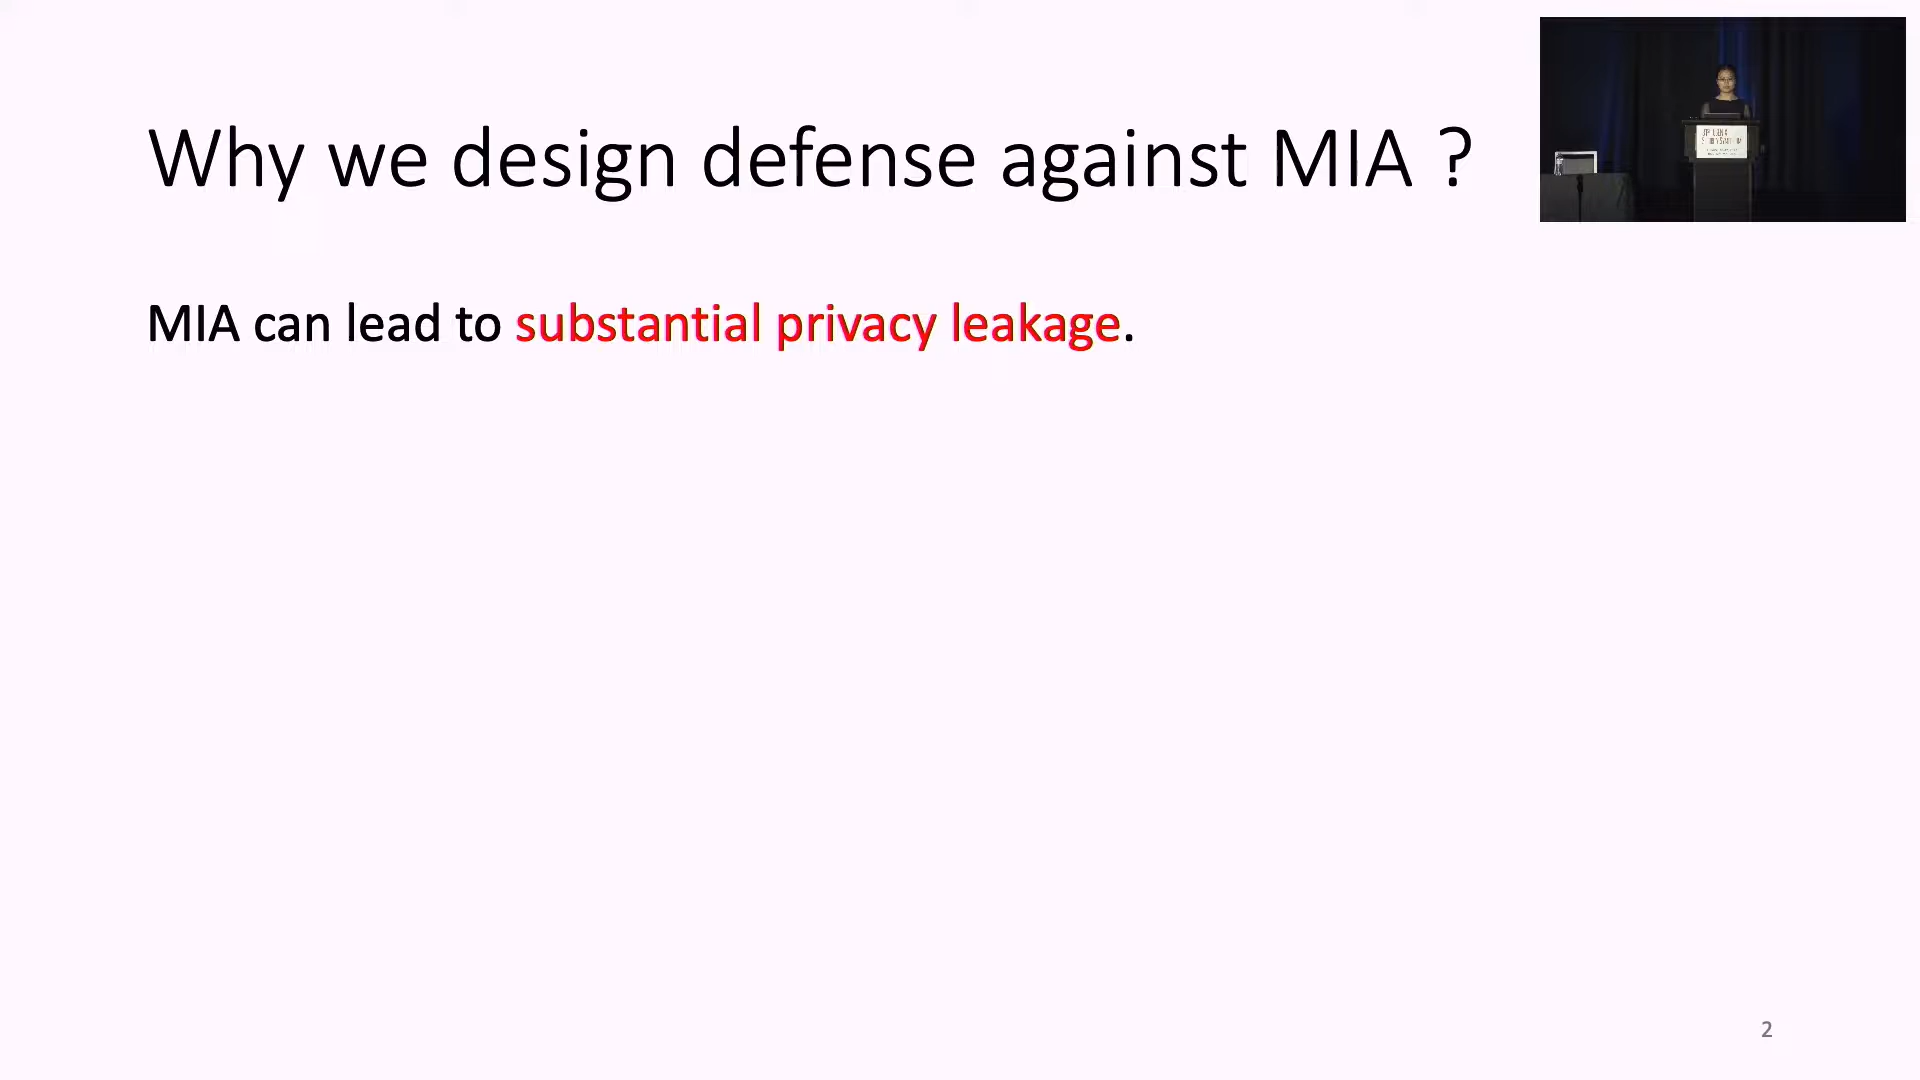 Why we design defense against MIA ?
MIA can lead to substantial privacy leakage.
2